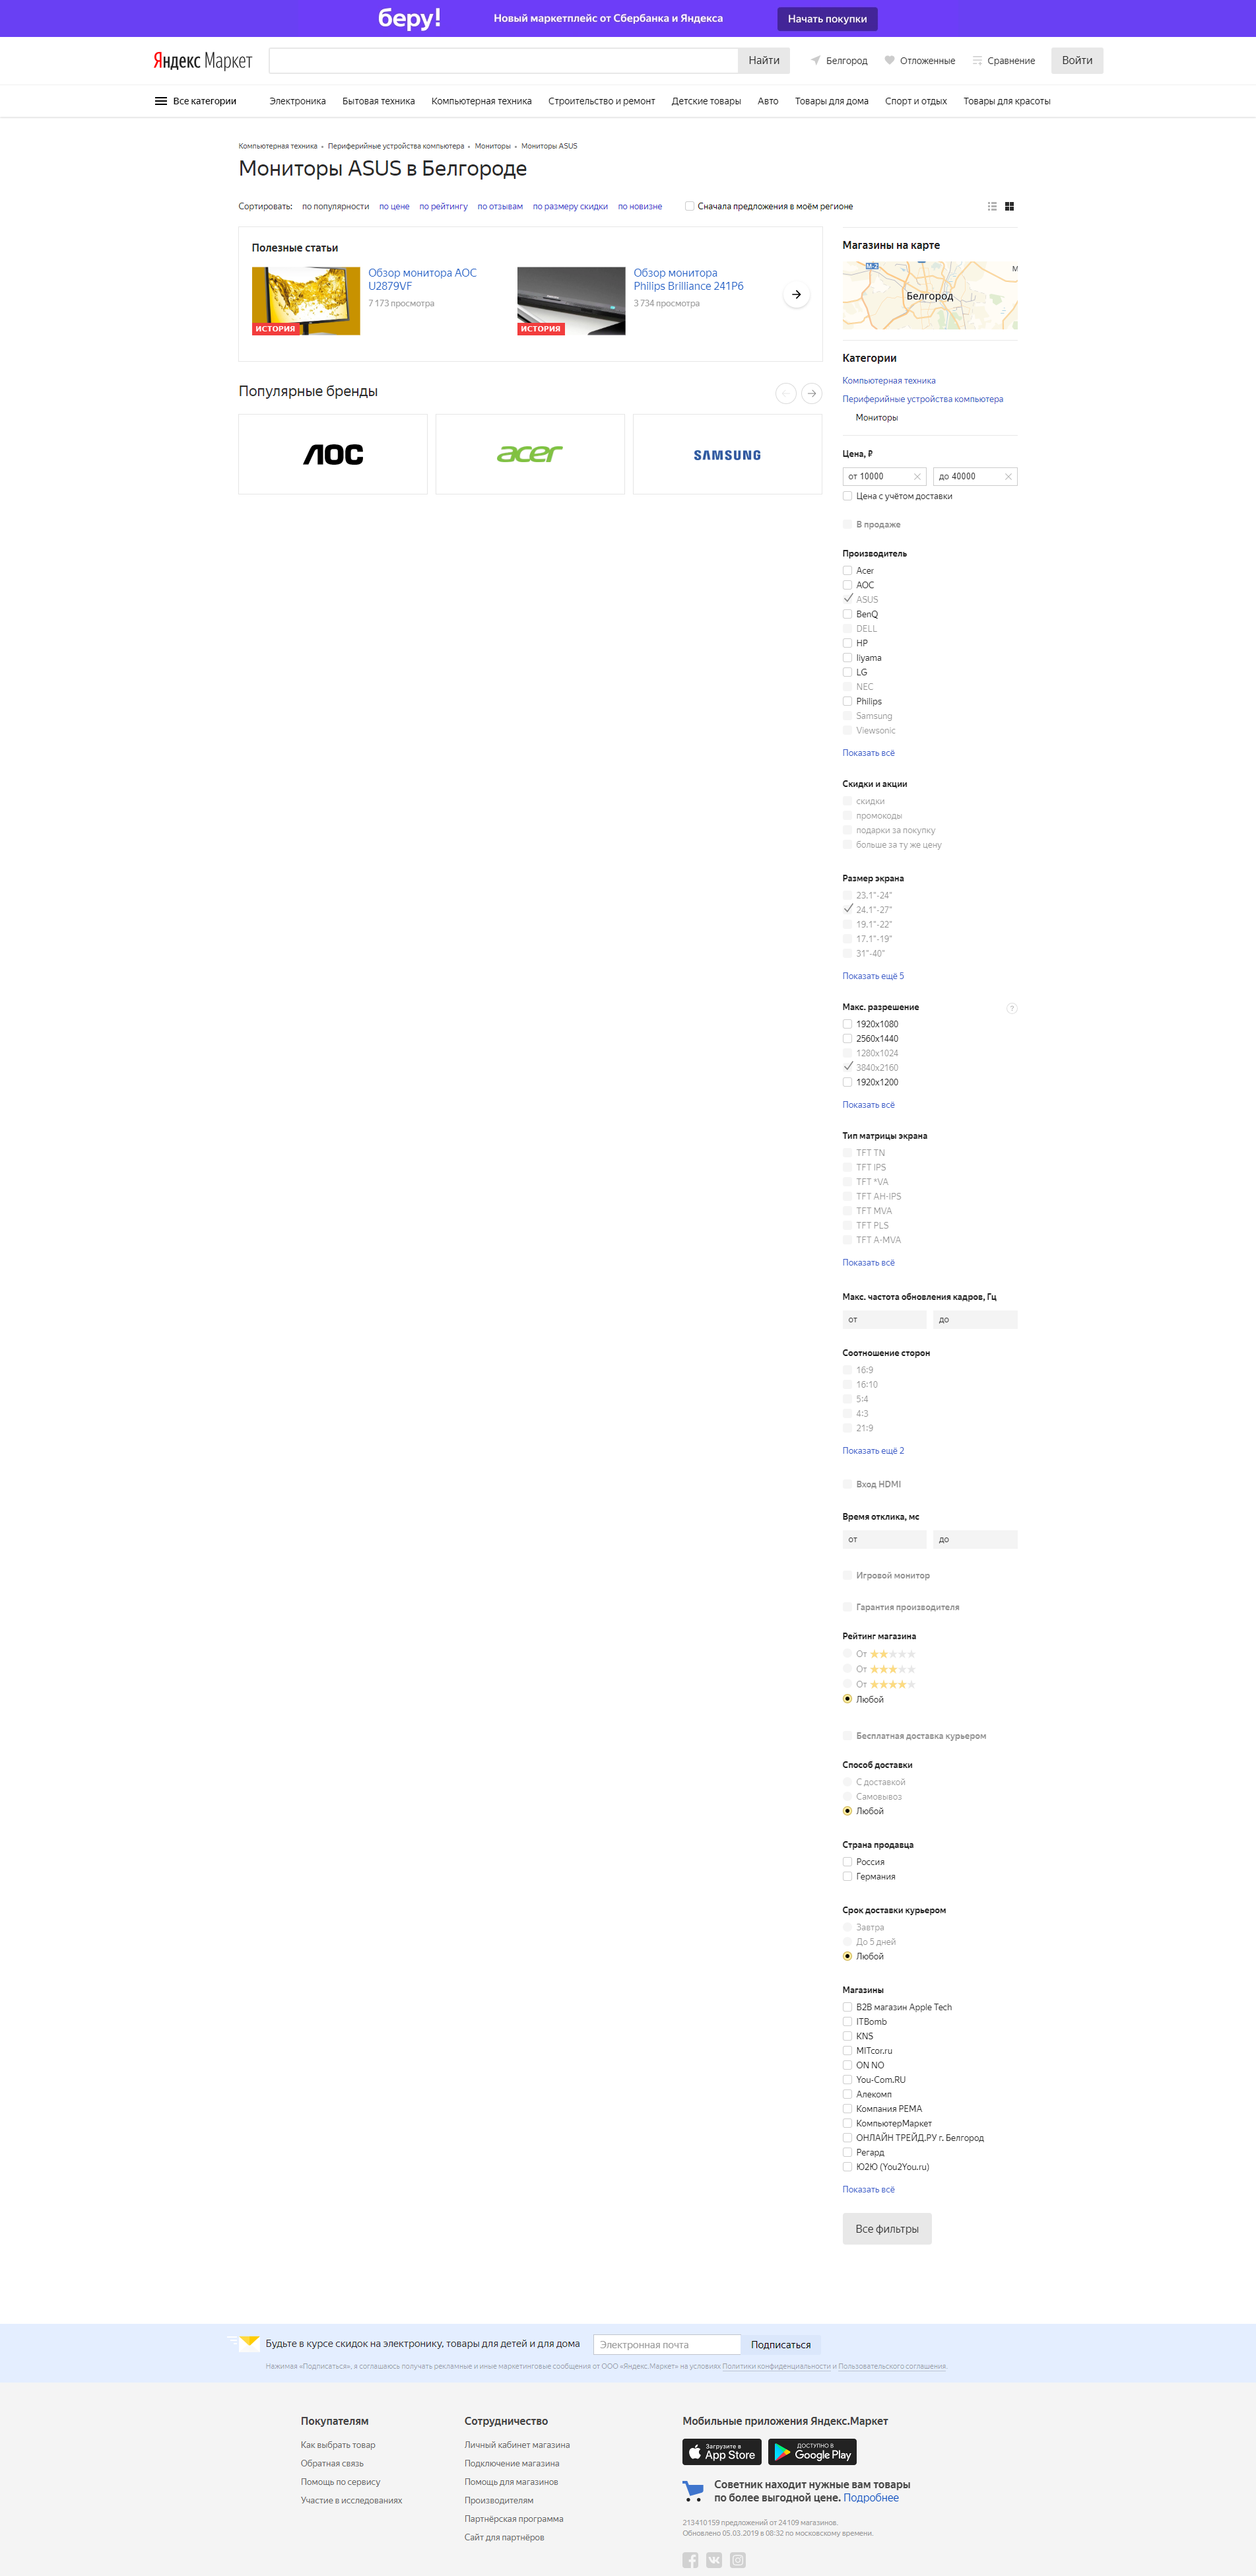 беру!
Новый маркетплейс от Сбербанка и Яндекса
Начать покупки
Яндекс Маркет
Найти
Белгород
Отложенные
Сравнение
Войти
Все категории
Электроника
Бытовая техника
Компьютерная техника
Строительство и ремонт
Детские товары
Авто
Товары для дома
Спорт и отдых
Товары для красоты
Компьютерная техника
Периферийные устройства компьютера
Мониторы
Мониторы ASUS
Мониторы ASUS в Белгороде
Сортировать:
по популярности
по цене
по рейтингу
по отзывам
по размеру скидки
по новизне
Сначала предложения в моём регионе
Полезные статьи
Обзор монитора AOC
U2879VF
7 173 просмотра
ИСТОРИЯ
Обзор монитора
Philips Brilliance 241P6
3 734 просмотра
ИСТОРИЯ
Популярные бренды
AOC
acer
SAMSUNG
Магазины на карте
М-2
Белгород
Категории
Компьютерная техника
Периферийные устройства компьютера
Мониторы
Цена, ₽
от 10000
до 40000
Цена с учётом доставки
В продаже
Производитель
Acer
AOC
ASUS
BenQ
DELL
HP
Iiyama
LG
NEC
Philips
Samsung
Viewsonic
Показать всё
Скидки и акции
скидки
промокоды
подарки за покупку
больше за ту же цену
Размер экрана
23.1"-24"
24.1"-27"
19.1"-22"
17.1"-19"
31"-40"
Показать ещё 5
Макс. разрешение
?
1920x1080
2560x1440
1280x1024
3840x2160
1920x1200
Показать всё
Тип матрицы экрана
TFT TN
TFT IPS
TFT *VA
TFT AH-IPS
TFT MVA
TFT PLS
TFT A-MVA
Показать всё
Макс. частота обновления кадров, Гц
от
до
Соотношение сторон
16:9
16:10
5:4
4:3
21:9
Показать ещё 2
Вход HDMI
Время отклика, мс
от
до
Игровой монитор
Гарантия производителя
Рейтинг магазина
От
От
От
Любой
Бесплатная доставка курьером
Способ доставки
С доставкой
Самовывоз
Любой
Страна продавца
Россия
Германия
Срок доставки курьером
Завтра
До 5 дней
Любой
Магазины
B2B магазин Apple Tech
ITBomb
KNS
MITcor.ru
ON NO
You-Com.RU
Алекомп
Компания РЕМА
КомпьютерМаркет
ОНЛАЙН ТРЕЙД.РУ г. Белгород
Регард
Ю2Ю (You2You.ru)
Показать всё
Все фильтры
Будьте в курсе скидок на электронику, товары для детей и для дома
Электронная почта
Подписаться
Нажимая «Подписаться», я соглашаюсь получать рекламные и иные маркетинговые сообщения от ООО «Яндекс.Маркет» на условиях Политики конфиденциальности и Пользовательского соглашения.
Покупателям
Как выбрать товар
Обратная связь
Помощь по сервису
Участие в исследованиях
Сотрудничество
Личный кабинет магазина
Подключение магазина
Помощь для магазинов
Производителям
Партнёрская программа
Сайт для партнёров
Мобильные приложения Яндекс.Маркет
Загрузите в
App Store
ДОСТУПНО В
Google Play
Советник находит нужные вам товары
по более выгодной цене. Подробнее
213410159 предложений от 24109 магазинов.
Обновлено 05.03.2019 в 08:32 по московскому времени.